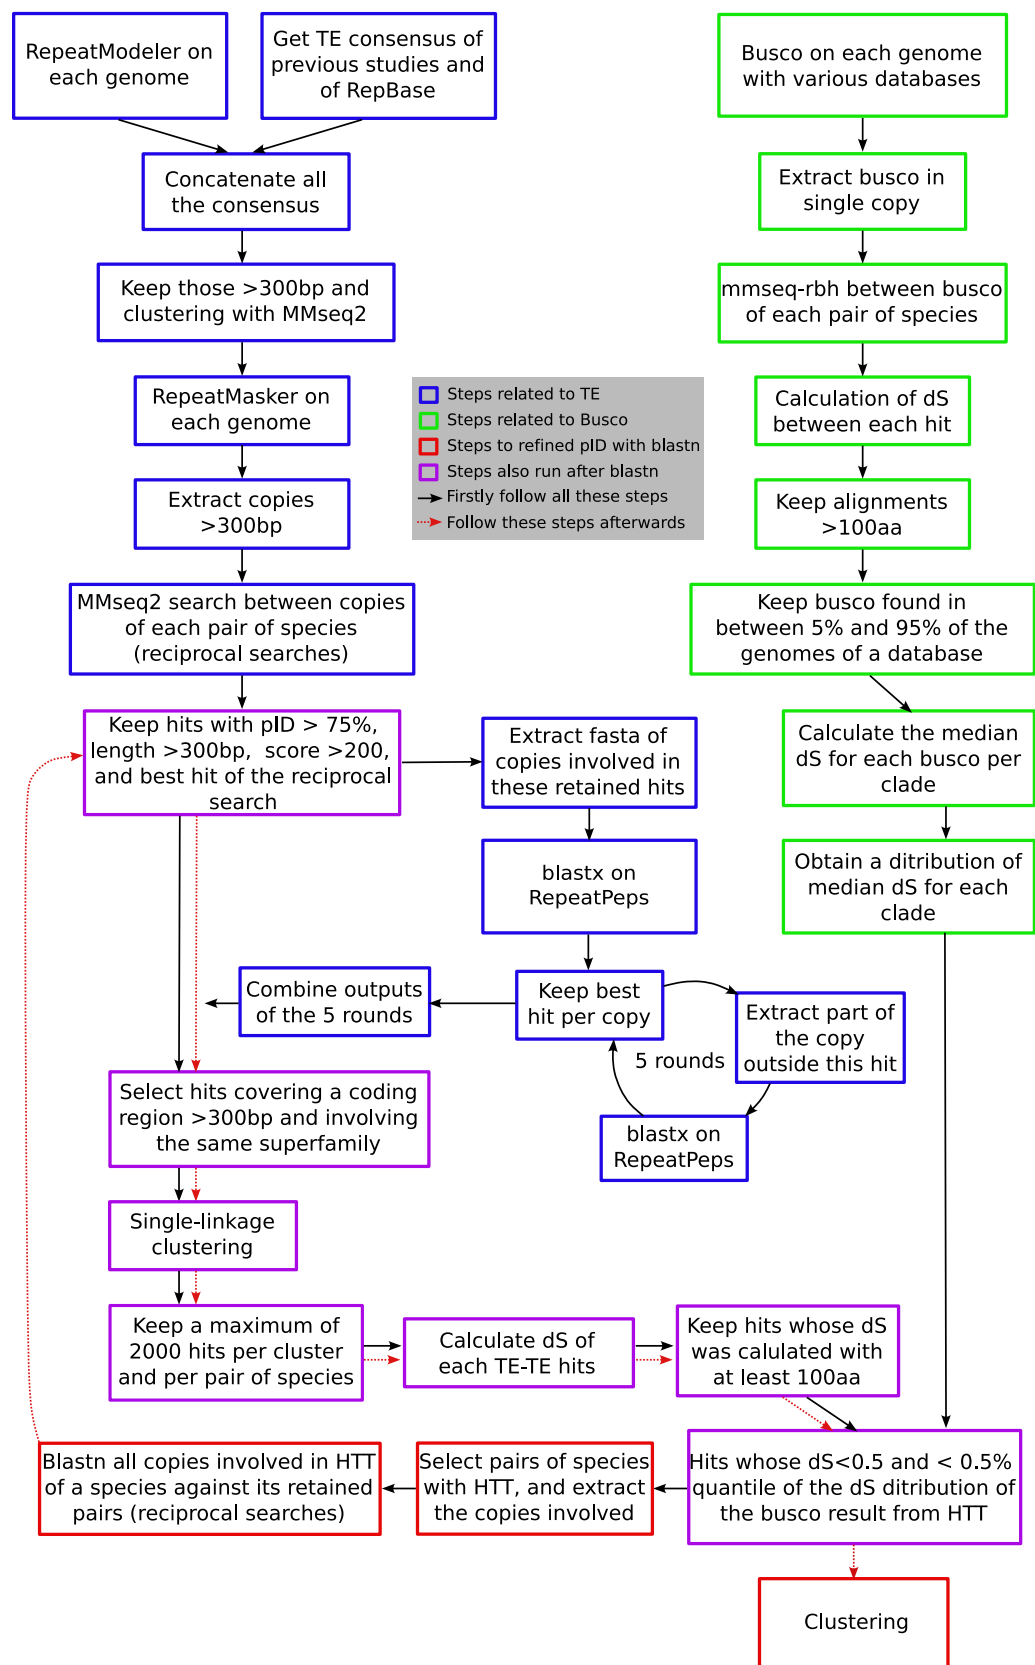 RepeatModeler on
each genome
Get TE consensus of
previous studies and
of RepBase
Busco on each genome
with various databases
Concatenate all
the consensus
Extract busco in
single copy
Keep those >300bp and
clustering with MMseq2
mmseq-rbh between busco
of each pair of species
RepeatMasker on
each genome
Calculation of dS
between each hit
Steps related to TE
Steps related to Busco
Steps to refined pID with blastn
Steps also run after blastn
Firstly follow all these steps
Follow these steps afterwards
Extract copies
>300bp
Keep alignments
>100aa
MMseq2 search between copies
of each pair of species
(reciprocal searches)
Keep busco found in
between 5% and 95% of the
genomes of a database
Keep hits with pID > 75%,
length >300bp,  score >200,
and best hit of the reciprocal
search
Extract fasta of
copies involved in
these retained hits
Calculate the median
dS for each busco per
clade
blastx on
RepeatPeps
Obtain a ditribution of
median dS for each
clade
Combine outputs
of the 5 rounds
Keep best
hit per copy
Extract part of
the copy
outside this hit
5 rounds
blastx on
RepeatPeps
Select hits covering a coding
region >300bp and involving
the same superfamily
Single-linkage
clustering
Keep a maximum of
2000 hits per cluster
and per pair of species
Calculate dS of
each TE-TE hits
Keep hits whose dS
was calulated with
at least 100aa
Blastn all copies involved in HTT
of a species against its retained
pairs (reciprocal searches)
Select pairs of species
with HTT, and extract
the copies involved
Hits whose dS<0.5 and < 0.5%
quantile of the dS ditribution of
the busco result from HTT
Clustering